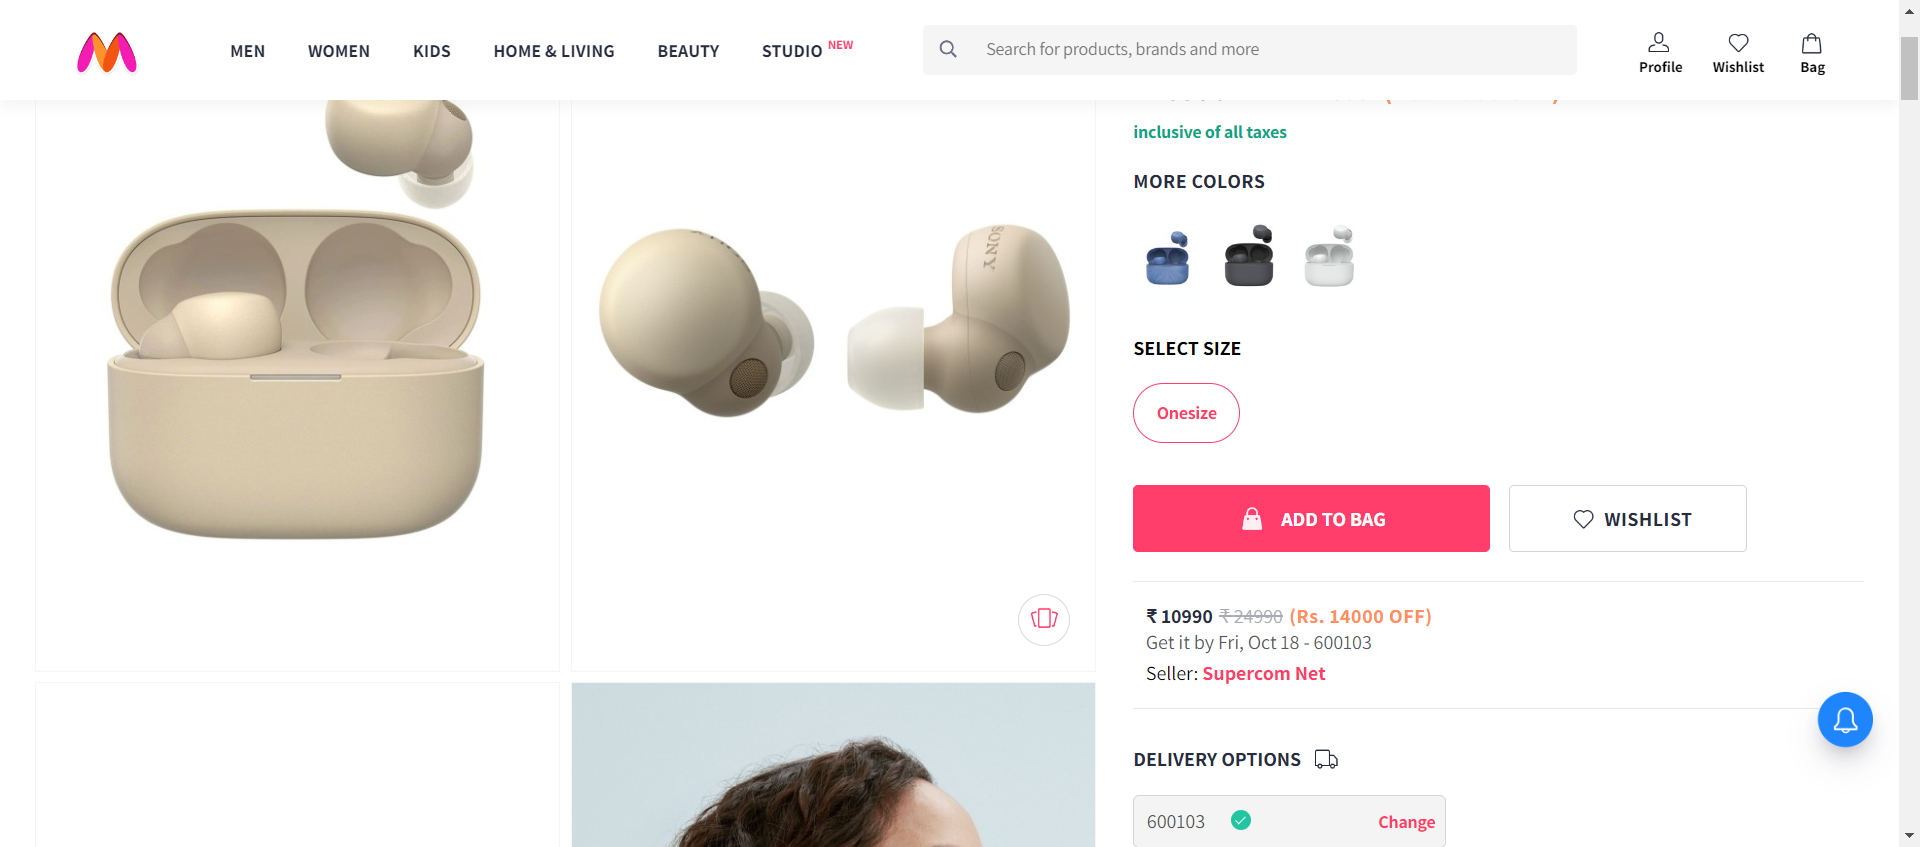 MEN
WOMEN
KIDS
HOME & LIVING
BEAUTY
STUDIO NEW
Search for products, brands and more
Profile
Wishlist
Bag
inclusive of all taxes
MORE COLORS
SONY
SELECT SIZE
Onesize
ADD TO BAG
WISHLIST
₹ 10990 ₹ 24990 (Rs. 14000 OFF)
Get it by Fri, Oct 18 - 600103
Seller: Supercom Net
DELIVERY OPTIONS
600103
Change